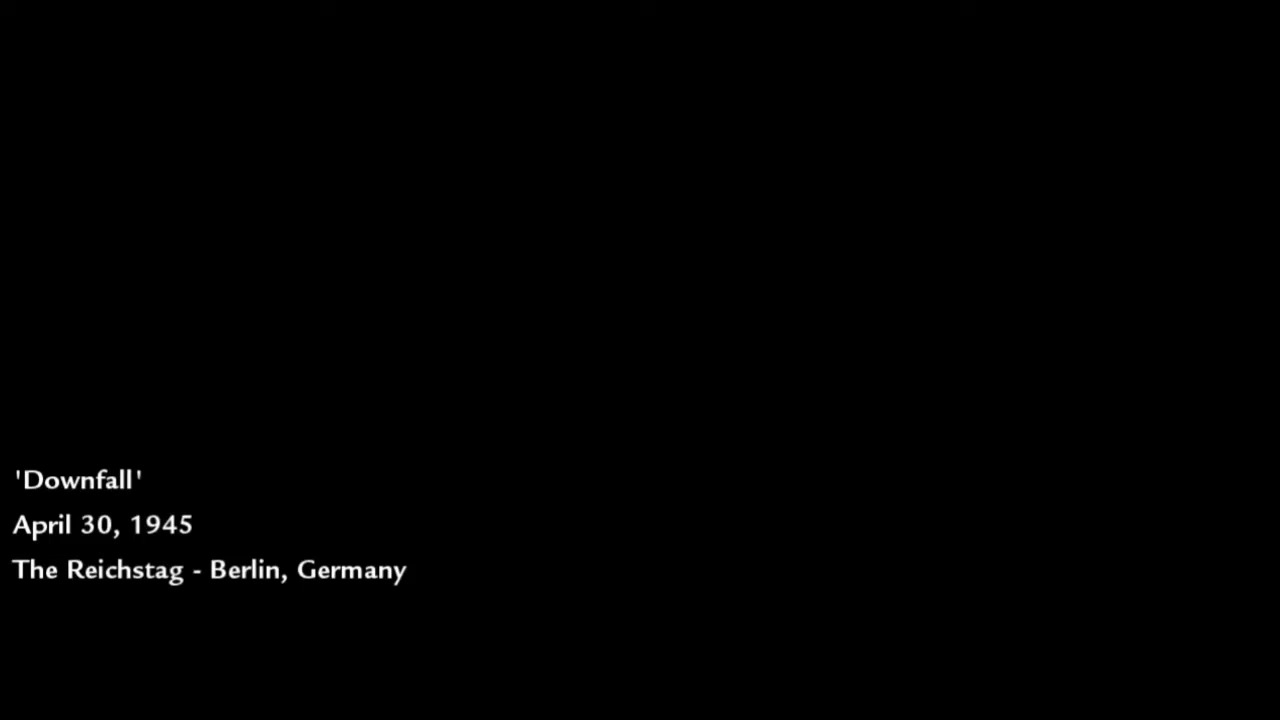 'Downfall'
April 30, 1945
The Reichstag - Berlin, Germany